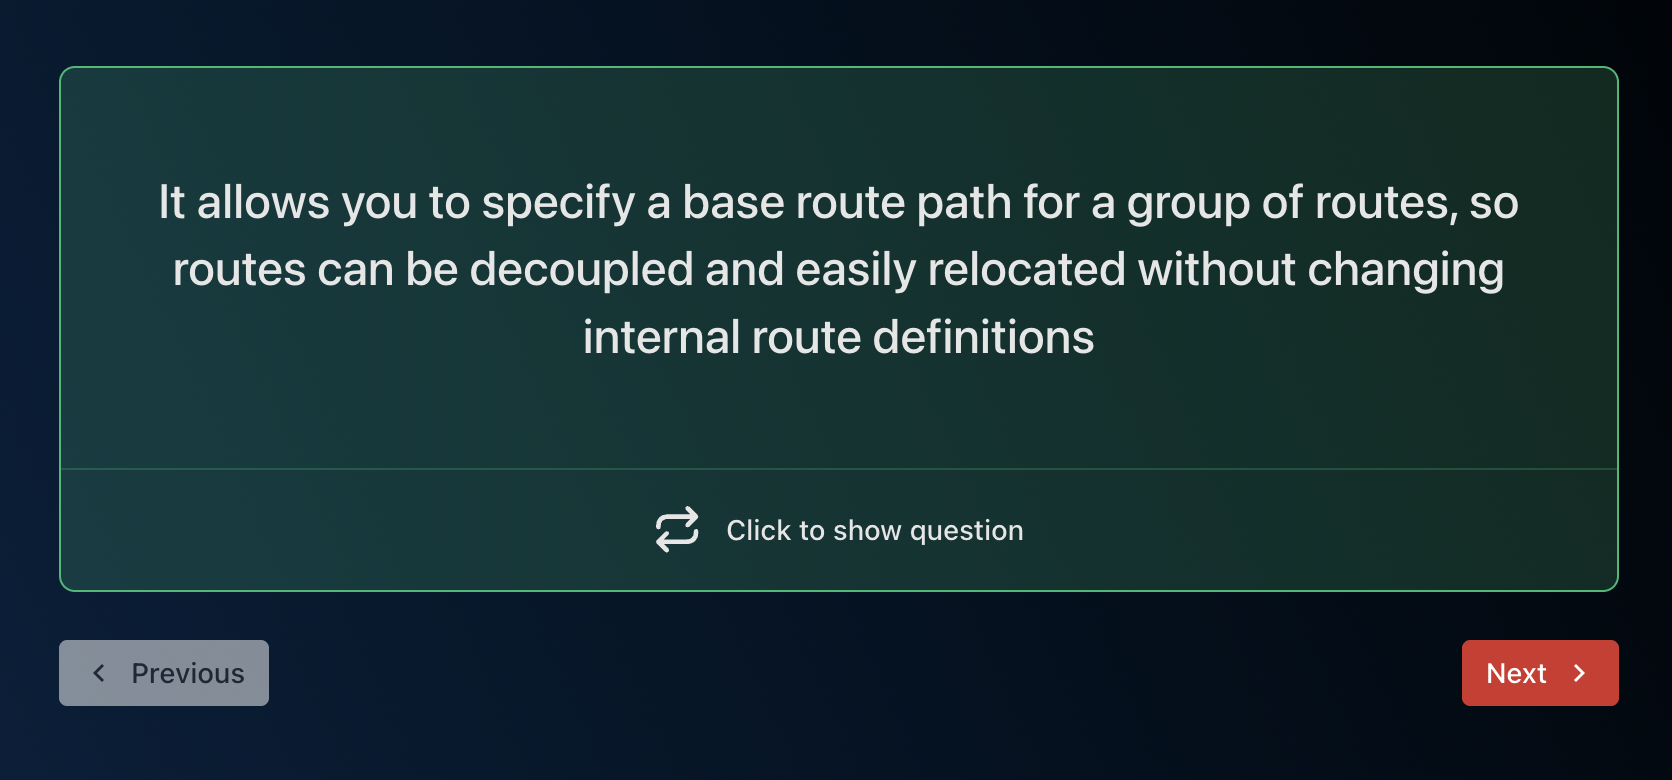 It allows you to specify a base route path for a group of routes, so
routes can be decoupled and easily relocated without changing
internal route definitions
Click to show question
Previous
Next